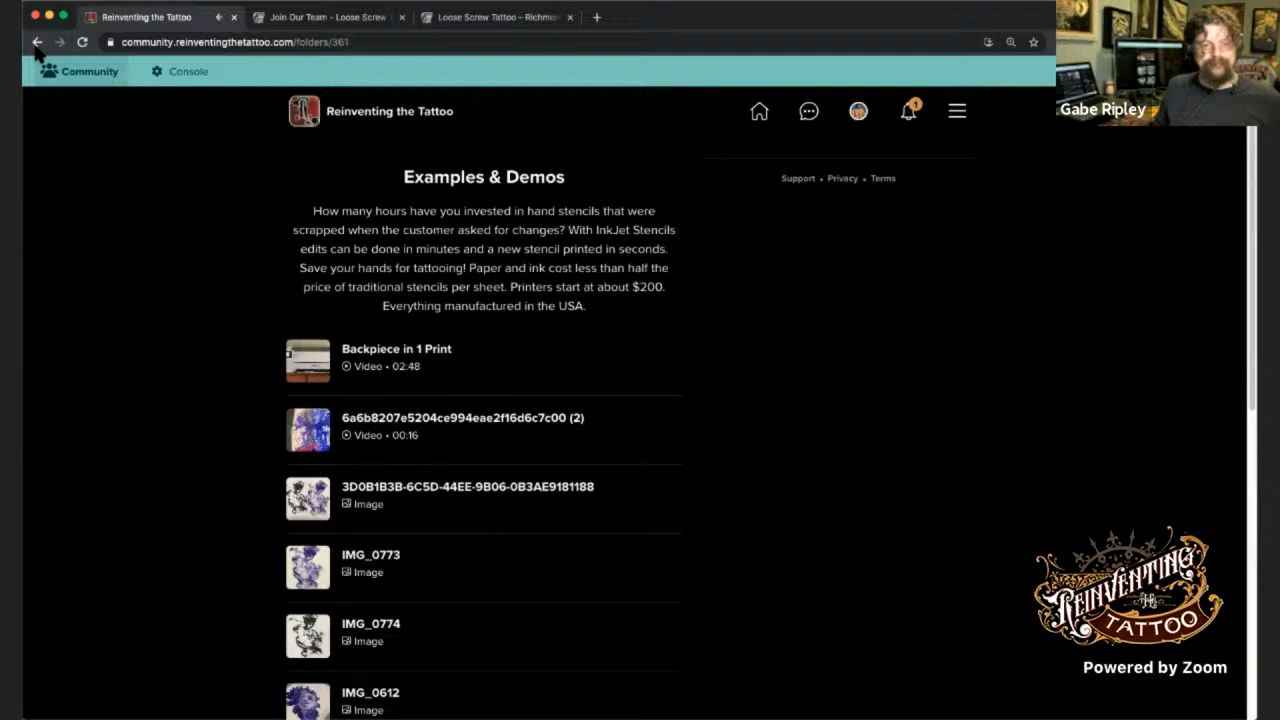 Reinventing the Tattoo
Join Our Team - Loose Screw
Loose Screw Tattoo – Richmon
community.reinventingthetattoo.com/folders/361
Community
Console
Gabe Ripley
Reinventing the Tattoo
1
Examples & Demos
Support • Privacy • Terms
How many hours have you invested in hand stencils that were
scrapped when the customer asked for changes? With InkJet Stencils
edits can be done in minutes and a new stencil printed in seconds.
Save your hands for tattooing! Paper and ink cost less than half the
price of traditional stencils per sheet. Printers start at about $200.
Everything manufactured in the USA.
Backpiece in 1 Print
Video • 02:48
6a6b8207e5204ce994eae2f16d6c7c00 (2)
Video • 00:16
3D0B1B3B-6C5D-44EE-9B06-0B3AE9181188
Image
IMG_0773
Image
IMG_0774
Image
IMG_0612
Image
REINVENTING
THE
TATTOO
Powered by Zoom